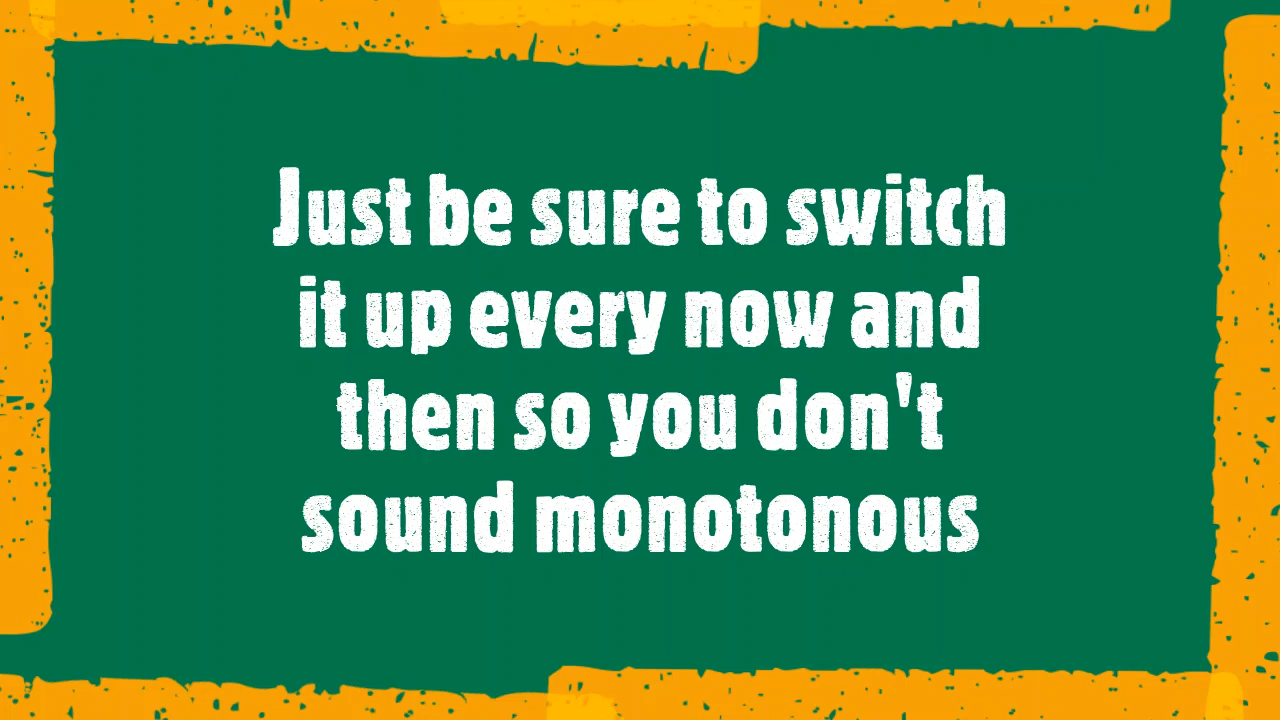 Just be sure to switch
it up every now and
then so you don't
sound monotonous